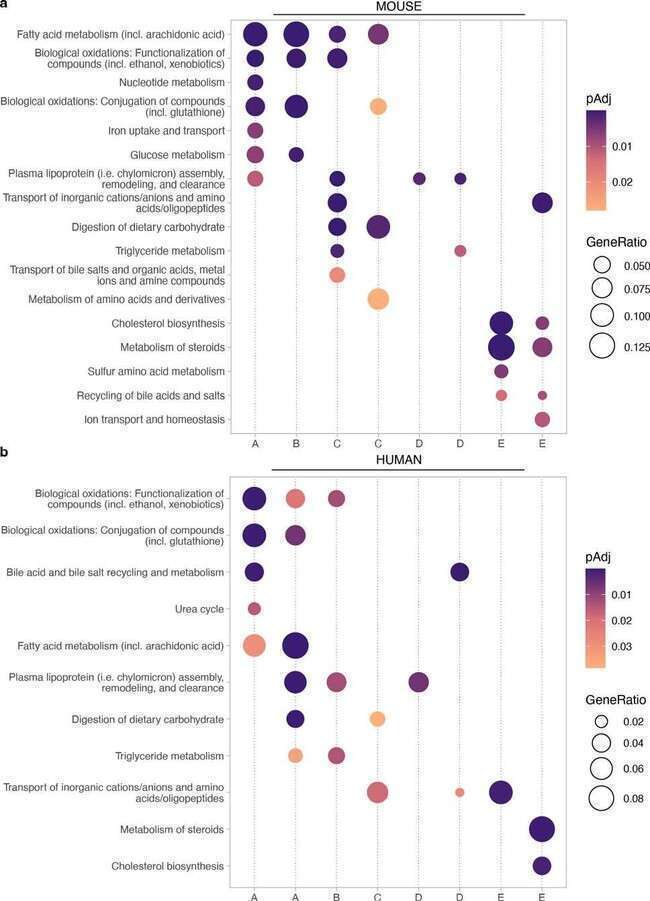 a
MOUSE
Fatty acid metabolism (incl. arachidonic acid)
Biological oxidations: Functionalization of
compounds (incl. ethanol, xenobiotics)
Nucleotide metabolism
Biological oxidations: Conjugation of compounds
(incl. glutathione)
Iron uptake and transport
Glucose metabolism
Plasma lipoprotein (i.e. chylomicron) assembly,
remodeling, and clearance
Transport of inorganic cations/anions and amino
acids/oligopeptides
Digestion of dietary carbohydrate
Triglyceride metabolism
Transport of bile salts and organic acids, metal
ions and amine compounds
Metabolism of amino acids and derivatives
Cholesterol biosynthesis
Metabolism of steroids
Sulfur amino acid metabolism
Recycling of bile acids and salts
Ion transport and homeostasis
A B C C D D E E
pAdj
0.01
0.02
GeneRatio
0.050
0.075
0.100
0.125
b
HUMAN
Biological oxidations: Functionalization of
compounds (incl. ethanol, xenobiotics)
Biological oxidations: Conjugation of compounds
(incl. glutathione)
Bile acid and bile salt recycling and metabolism
Urea cycle
Fatty acid metabolism (incl. arachidonic acid)
Plasma lipoprotein (i.e. chylomicron) assembly,
remodeling, and clearance
Digestion of dietary carbohydrate
Triglyceride metabolism
Transport of inorganic cations/anions and amino
acids/oligopeptides
Metabolism of steroids
Cholesterol biosynthesis
A A B C D D E E
pAdj
0.01
0.02
0.03
GeneRatio
0.02
0.04
0.06
0.08